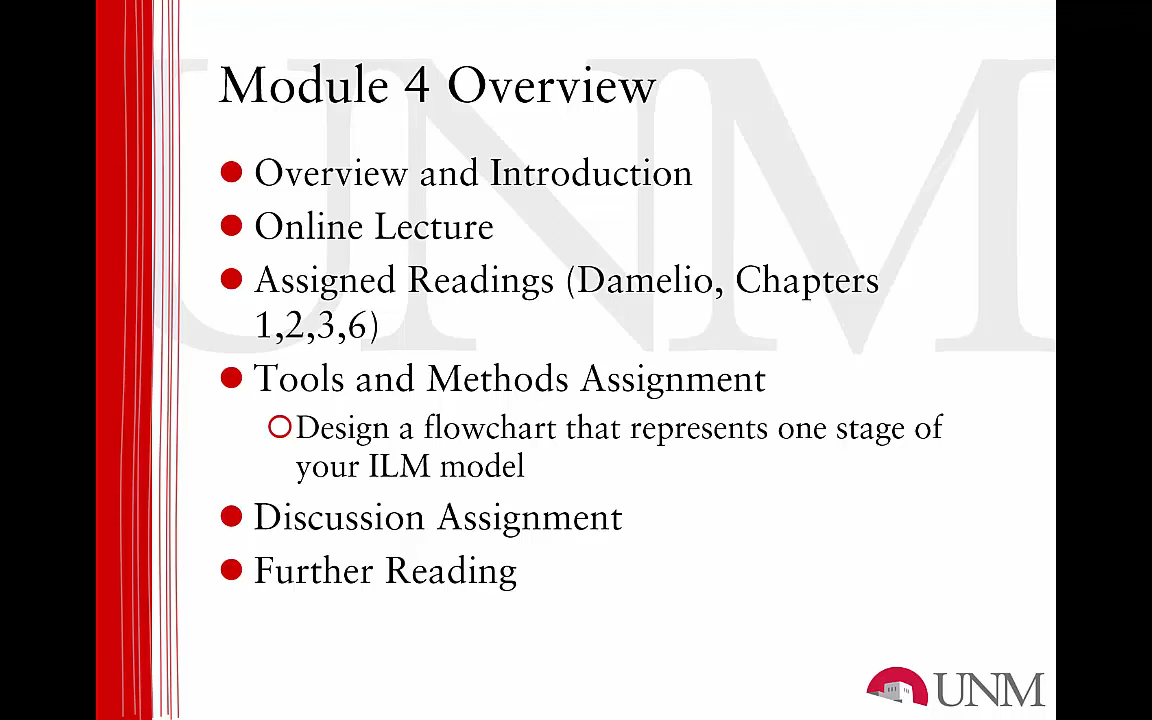 Module 4 Overview
Overview and Introduction
Online Lecture
Assigned Readings (Damelio, Chapters
1,2,3,6)
Tools and Methods Assignment
Design a flowchart that represents one stage of
your ILM model
Discussion Assignment
Further Reading
UNM
UNM